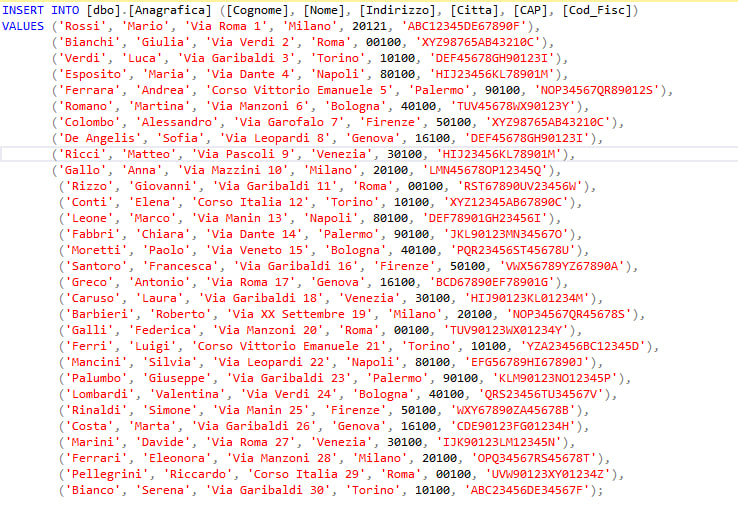 INSERT INTO [dbo].[Anagrafica] ([Cognome], [Nome], [Indirizzo], [Citta], [CAP], [Cod_Fisc])
VALUES ('Rossi', 'Mario', 'Via Roma 1', 'Milano', 20121, 'ABC12345DE67890F'),
('Bianchi', 'Giulia', 'Via Verdi 2', 'Roma', 00100, 'XYZ98765AB43210C'),
('Verdi', 'Luca', 'Via Garibaldi 3', 'Torino', 10100, 'DEF45678GH90123I'),
('Esposito', 'Maria', 'Via Dante 4', 'Napoli', 80100, 'HIJ23456KL78901M'),
('Ferrara', 'Andrea', 'Corso Vittorio Emanuele 5', 'Palermo', 90100, 'NOP34567QR89012S'),
('Romano', 'Martina', 'Via Manzoni 6', 'Bologna', 40100, 'TUV45678WX90123Y'),
('Colombo', 'Alessandro', 'Via Garofalo 7', 'Firenze', 50100, 'XYZ98765AB43210C'),
('De Angelis', 'Sofia', 'Via Leopardi 8', 'Genova', 16100, 'DEF45678GH90123I'),
('Ricci', 'Matteo', 'Via Pascoli 9', 'Venezia', 30100, 'HIJ23456KL78901M'),
('Gallo', 'Anna', 'Via Mazzini 10', 'Milano', 20100, 'LMN45678OP12345Q'),
('Rizzo', 'Giovanni', 'Via Garibaldi 11', 'Roma', 00100, 'RST67890UV23456W'),
('Conti', 'Elena', 'Corso Italia 12', 'Torino', 10100, 'XYZ12345AB67890C'),
('Leone', 'Marco', 'Via Manin 13', 'Napoli', 80100, 'DEF78901GH23456I'),
('Fabbri', 'Chiara', 'Via Dante 14', 'Palermo', 90100, 'JKL90123MN34567O'),
('Moretti', 'Paolo', 'Via Veneto 15', 'Bologna', 40100, 'PQR23456ST45678U'),
('Santoro', 'Francesca', 'Via Garibaldi 16', 'Firenze', 50100, 'VWX56789YZ67890A'),
('Greco', 'Antonio', 'Via Roma 17', 'Genova', 16100, 'BCD67890EF78901G'),
('Caruso', 'Laura', 'Via Garibaldi 18', 'Venezia', 30100, 'HIJ90123KL01234M'),
('Barbieri', 'Roberto', 'Via XX Settembre 19', 'Milano', 20100, 'NOP34567QR45678S'),
('Galli', 'Federica', 'Via Manzoni 20', 'Roma', 00100, 'TUV90123WX01234Y'),
('Ferri', 'Luigi', 'Corso Vittorio Emanuele 21', 'Torino', 10100, 'YZA23456BC12345D'),
('Mancini', 'Silvia', 'Via Leopardi 22', 'Napoli', 80100, 'EFG56789HI67890J'),
('Palumbo', 'Giuseppe', 'Via Garibaldi 23', 'Palermo', 90100, 'KLM90123NO12345P'),
('Lombardi', 'Valentina', 'Via Verdi 24', 'Bologna', 40100, 'QRS23456TU34567V'),
('Rinaldi', 'Simone', 'Via Manin 25', 'Firenze', 50100, 'WXY67890ZA45678B'),
('Costa', 'Marta', 'Via Garibaldi 26', 'Genova', 16100, 'CDE90123FG01234H'),
('Marini', 'Davide', 'Via Roma 27', 'Venezia', 30100, 'IJK90123LM12345N'),
('Ferrari', 'Eleonora', 'Via Manzoni 28', 'Milano', 20100, 'OPQ34567RS45678T'),
('Pellegrini', 'Riccardo', 'Corso Italia 29', 'Roma', 00100, 'UVW90123XY01234Z'),
('Bianco', 'Serena', 'Via Garibaldi 30', 'Torino', 10100, 'ABC23456DE34567F');